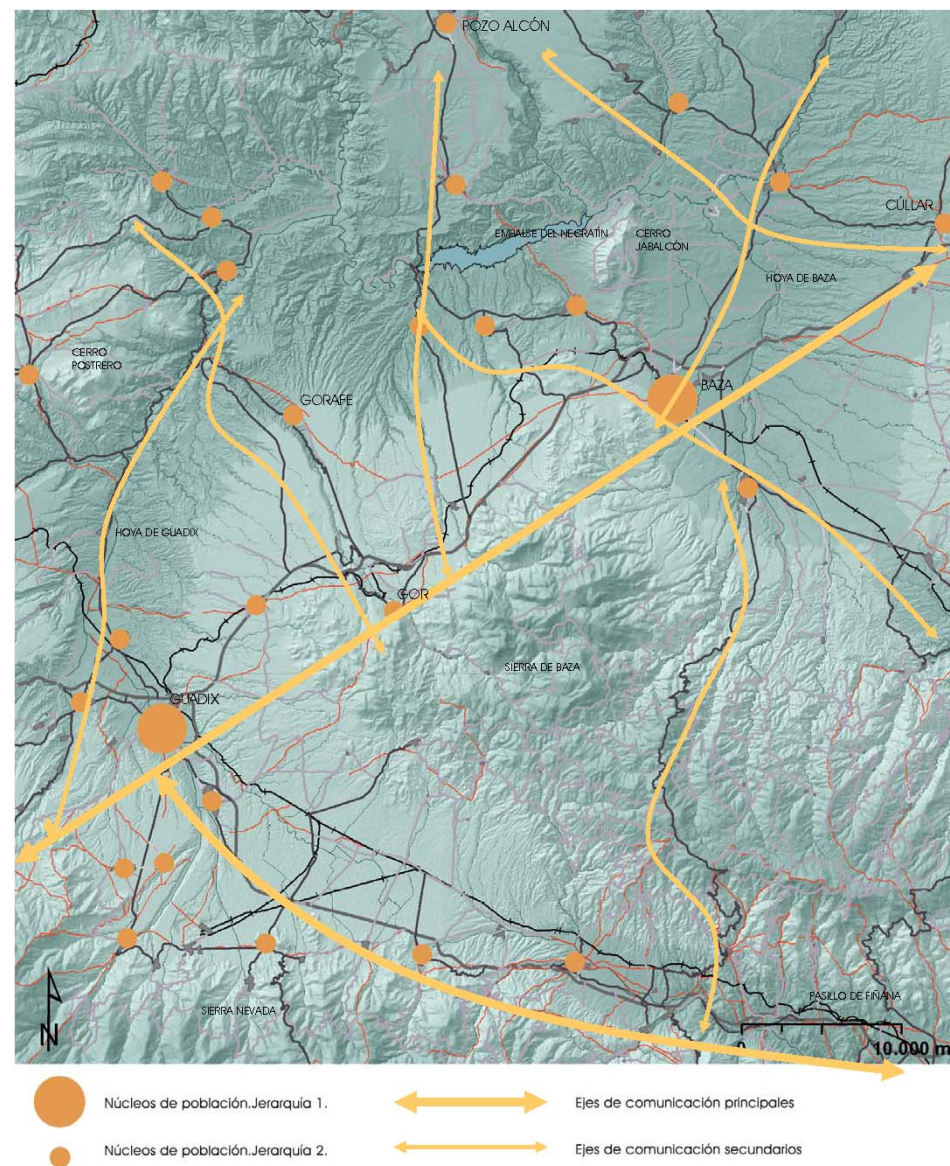 POZO ALCÓN
CÚLLAR
EMBALSE DEL NEGRATÍN
CERRO
JABALCÓN
HOYA DE BAZA
CERRO
POSTRERO
BAZA
GORAFE
HOYA DE GUADIX
GOR
SIERRA DE BAZA
GUADIX
PASILLO DE FIÑANA
SIERRA NEVADA
N
0
10.000 m
Núcleos de población.Jerarquía 1.
Ejes de comunicación principales
Núcleos de población.Jerarquía 2.
Ejes de comunicación secundarios